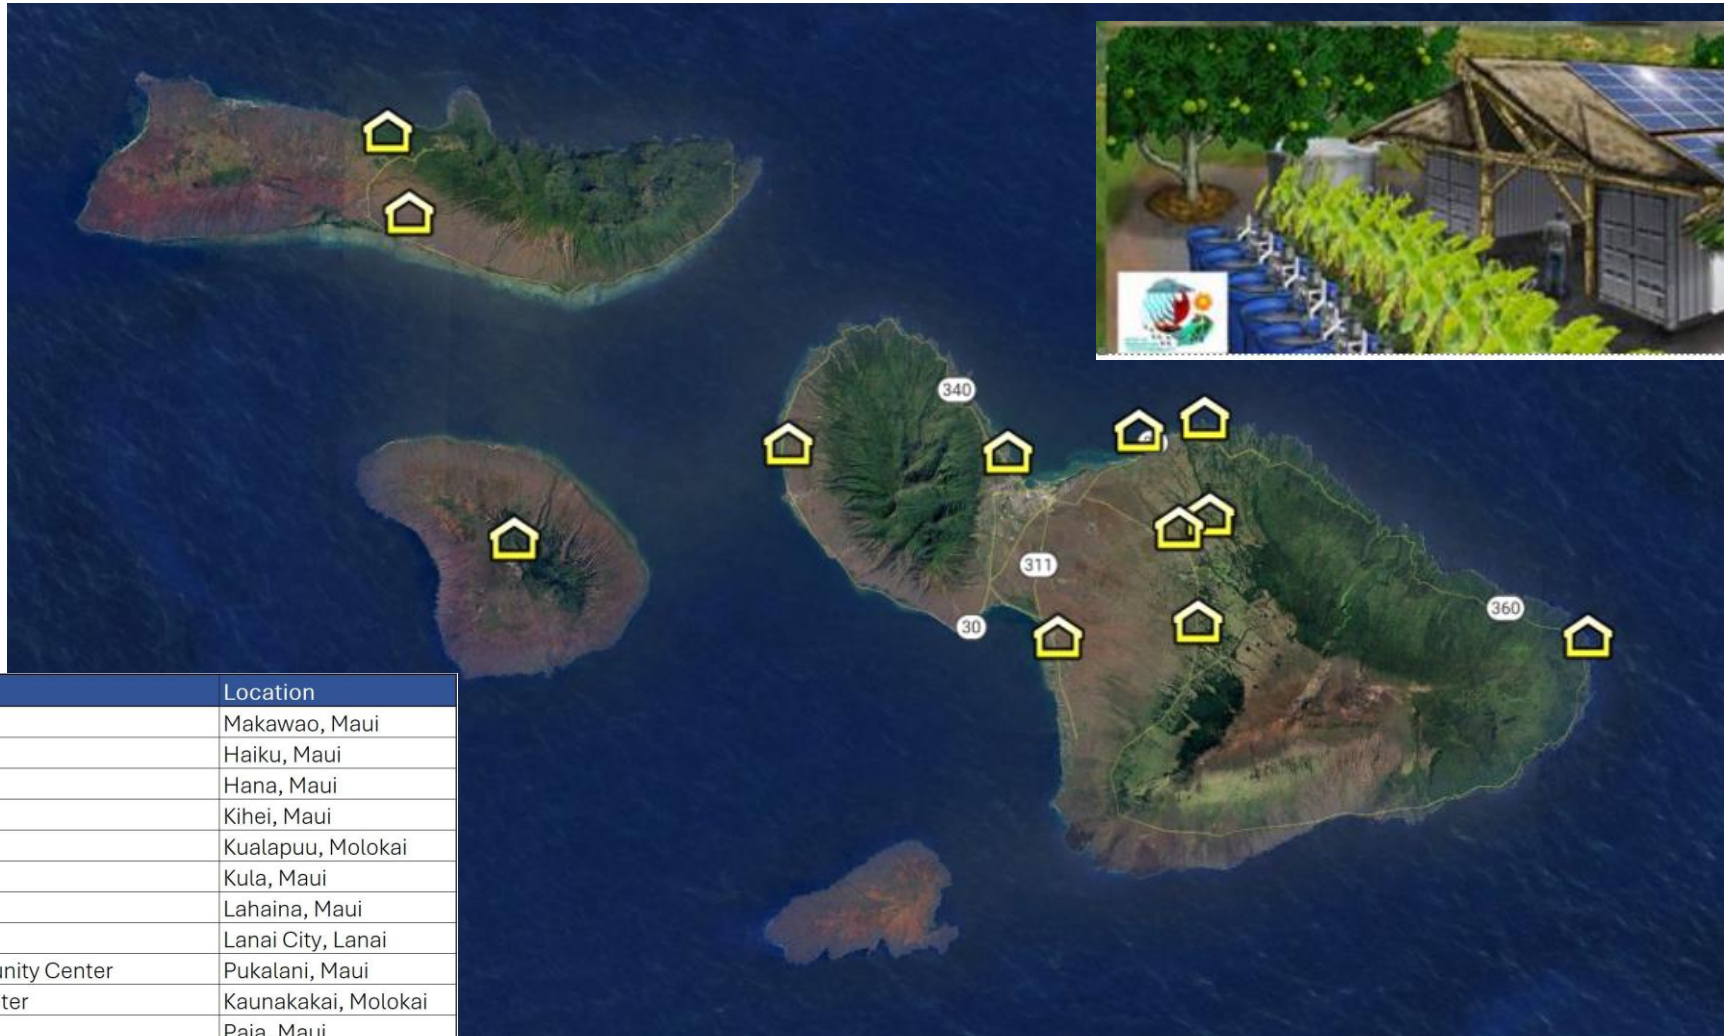 340
311
30
360
Location
Makawao, Maui
Haiku, Maui
Hana, Maui
Kihei, Maui
Kualapuu, Molokai
Kula, Maui
Lahaina, Maui
Lanai City, Lanai
unity Center Pukalani, Maui
ter Kaunakakai, Molokai
Paia, Maui